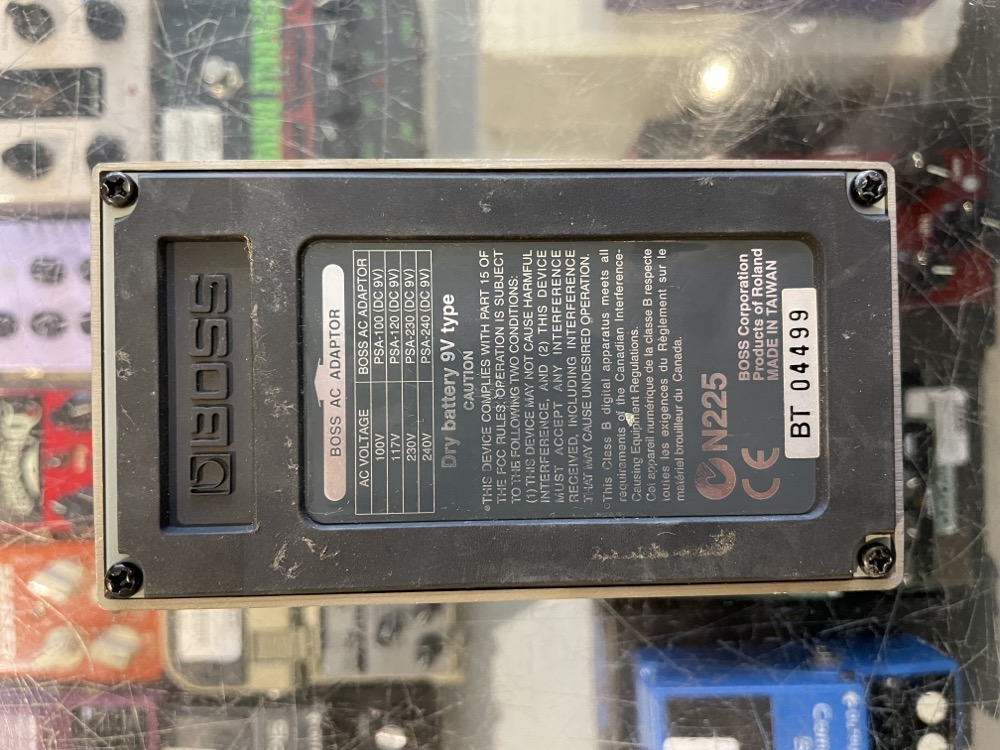 BOSS
BOSS AC ADAPTOR
AC VOLTAGE BOSS AC ADAPTOR
100V PSA-100 (DC 9V)
117V PSA-120 (DC 9V)
230V PSA-230 (DC 9V)
240V PSA-240 (DC 9V)
Dry battery 9V type
CAUTION
THIS DEVICE COMPLIES WITH PART 15 OF
THE FCC RULES. OPERATION IS SUBJECT
TO THE FOLLOWING TWO CONDITIONS:
(1) THIS DEVICE MAY NOT CAUSE HARMFUL
INTERFERENCE, AND (2) THIS DEVICE
MUST ACCEPT ANY INTERFERENCE
RECEIVED, INCLUDING INTERFERENCE
THAT MAY CAUSE UNDESIRED OPERATION.
This Class B digital apparatus meets all
requirements of the Canadian Interference-
Causing Equipment Regulations.
Cet appareil numérique de la classe B respecte
toutes les exigences du Règlement sur le
matériel brouilleur du Canada.
N225
CE
BOSS Corporation
Products of Roland
MADE IN TAIWAN
BT 04499